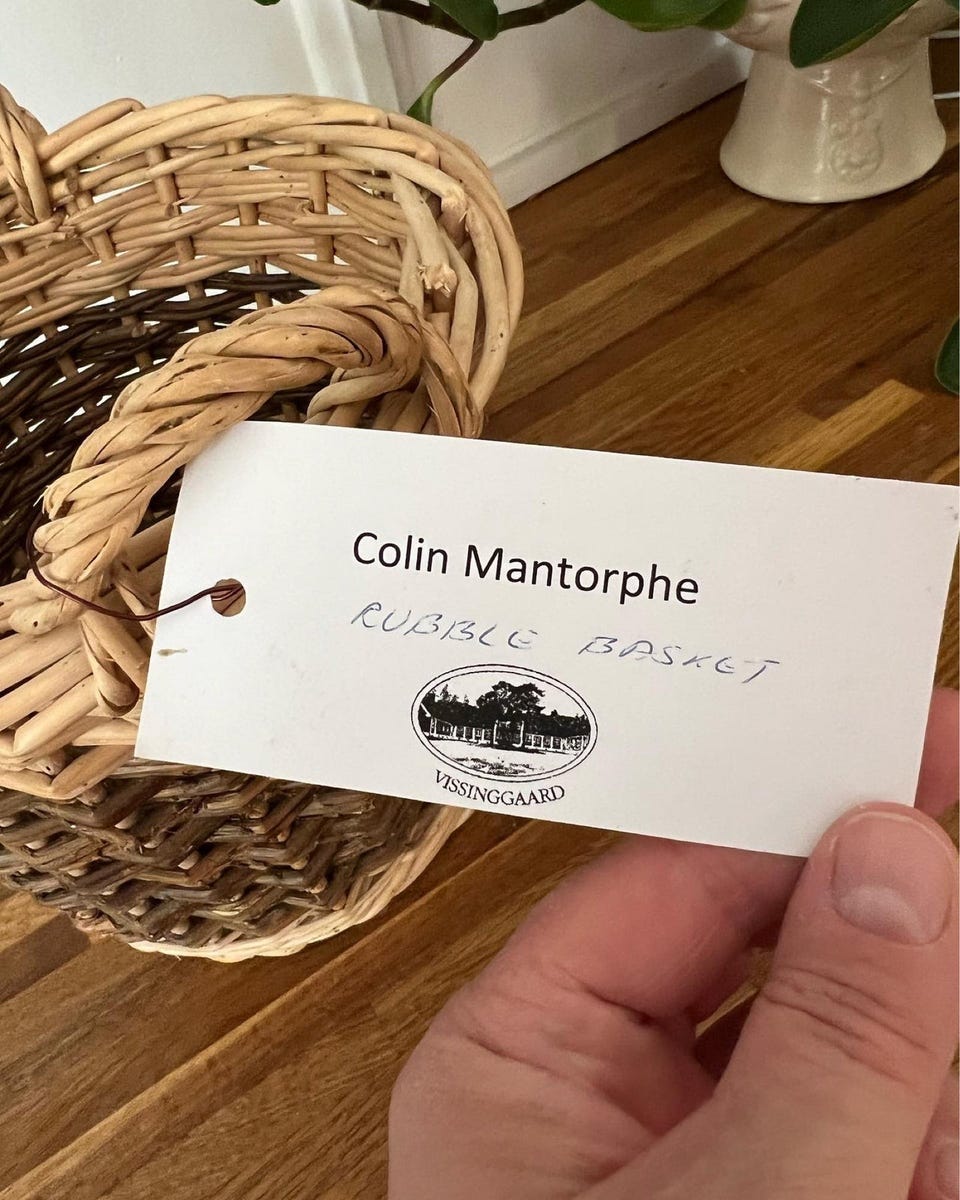 Colin Mantorphe
RUBBLE BASKET
VISSINGGAARD